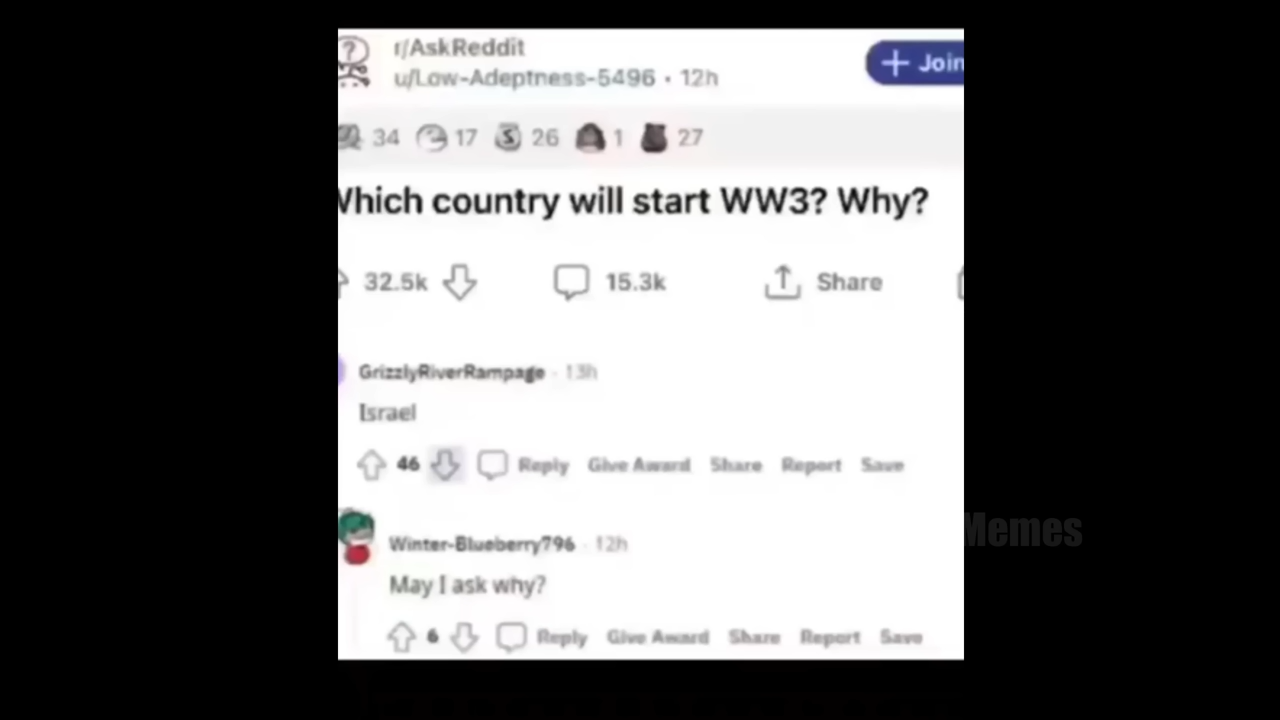 r/AskReddit
u/Low-Adeptness-5496 • 12h
+ Join
34 17 26 1 27
Which country will start WW3? Why?
32.5k 15.3k Share
GrizzlyRiverRampage · 13h
Israel
46 Reply Give Award Share Report Save
Memes
Winter-Blueberry796 · 12h
May I ask why?
6 Reply Give Award Share Report Save